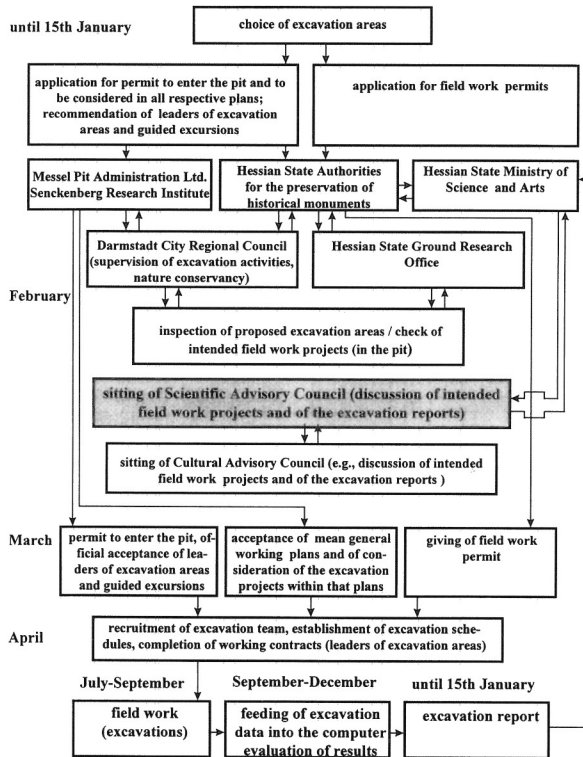 until 15th January
choice of excavation areas
application for permit to enter the pit and to
be considered in all respective plans;
recommendation of leaders of excavation
areas and guided excursions
application for field work permits
Messel Pit Administration Ltd.
Senckenberg Research Institute
Hessian State Authorities
for the preservation of
historical monuments
Hessian State Ministry of
Science and Arts
Darmstadt City Regional Council
(supervision of excavation activities,
nature conservancy)
Hessian State Ground Research
Office
February
inspection of proposed excavation areas / check of
intended field work projects (in the pit)
sitting of Scientific Advisory Council (discussion of intended
field work projects and of the excavation reports)
sitting of Cultural Advisory Council (e.g., discussion of intended
field work projects and of the excavation reports )
March
permit to enter the pit, of-
ficial acceptance of lea-
ders of excavation areas
and guided excursions
acceptance of mean general
working plans and of con-
sideration of the excavation
projects within that plans
giving of field work
permit
April
recruitment of excavation team, establishment of excavation sche-
dules, completion of working contracts (leaders of excavation areas)
July-September
September-December
until 15th January
field work
(excavations)
feeding of excavation
data into the computer
evaluation of results
excavation report